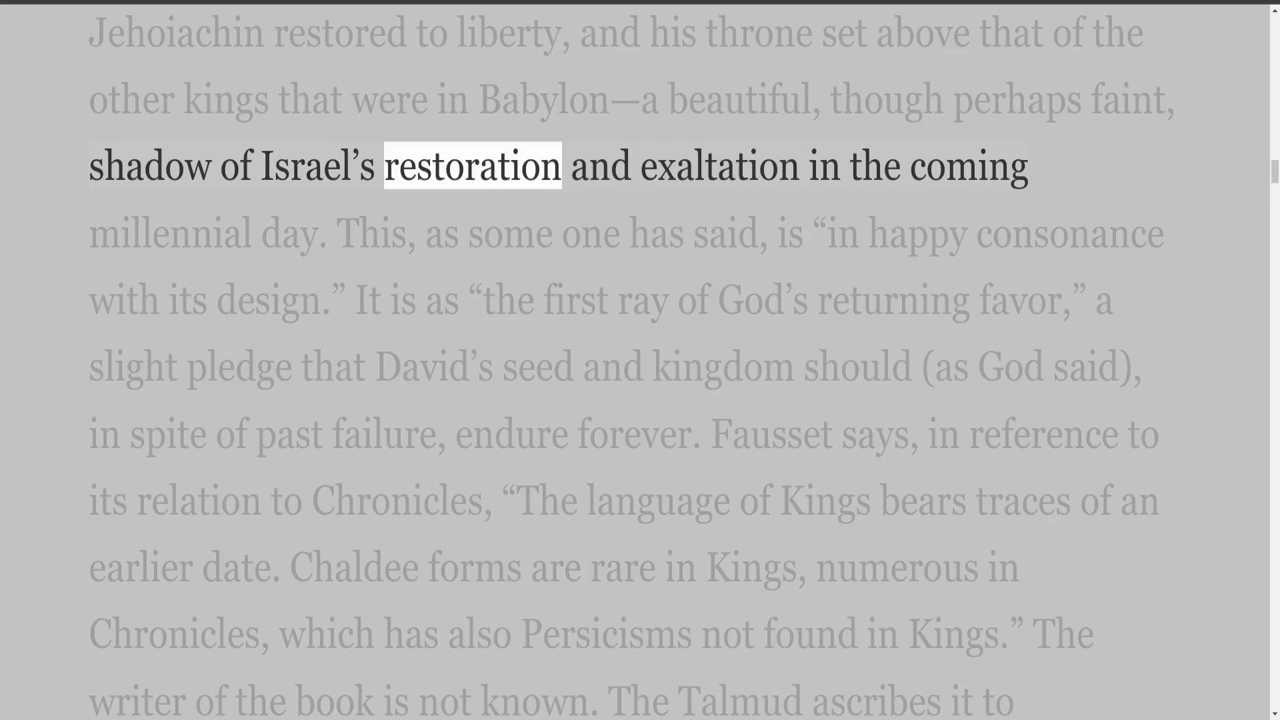 Jehoiachin restored to liberty, and his throne set above that of the
other kings that were in Babylon—a beautiful, though perhaps faint,
shadow of Israel’s restoration and exaltation in the coming
millennial day. This, as some one has said, is “in happy consonance
with its design.” It is as “the first ray of God’s returning favor,” a
slight pledge that David’s seed and kingdom should (as God said),
in spite of past failure, endure forever. Fausset says, in reference to
its relation to Chronicles, “The language of Kings bears traces of an
earlier date. Chaldee forms are rare in Kings, numerous in
Chronicles, which has also Persicisms not found in Kings.” The
writer of the book is not known. The Talmud ascribes it to